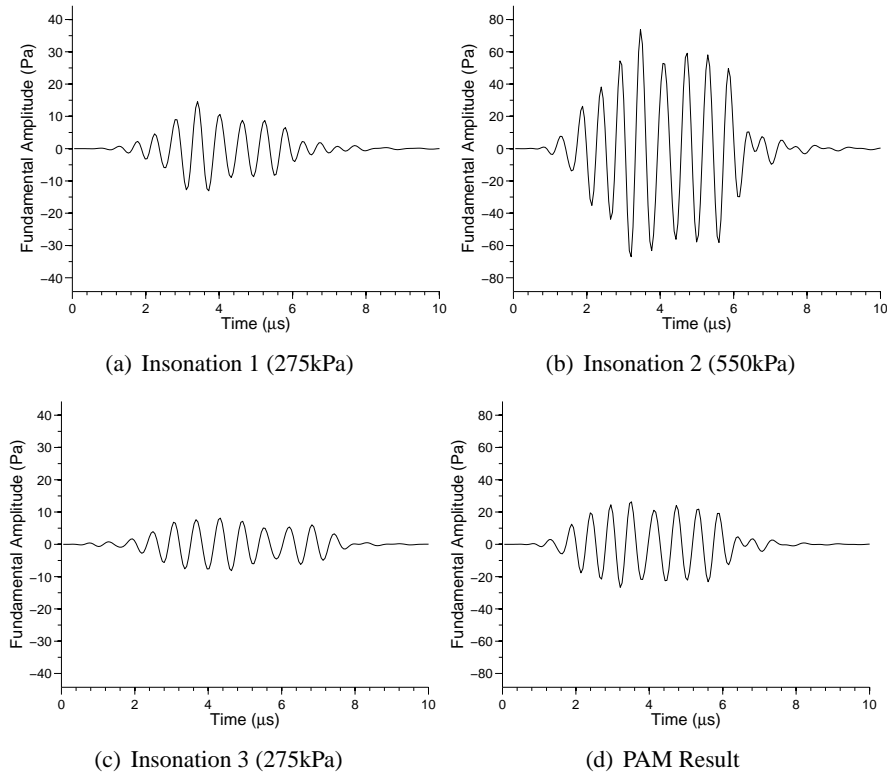 Fundamental Amplitude (Pa)
40
30
20
10
0
−10
−20
−30
−40
0 2 4 6 8 10
Time (μs)
(a) Insonation 1 (275kPa)
Fundamental Amplitude (Pa)
80
60
40
20
0
−20
−40
−60
−80
0 2 4 6 8 10
Time (μs)
(b) Insonation 2 (550kPa)
Fundamental Amplitude (Pa)
40
30
20
10
0
−10
−20
−30
−40
0 2 4 6 8 10
Time (μs)
(c) Insonation 3 (275kPa)
Fundamental Amplitude (Pa)
80
60
40
20
0
−20
−40
−60
−80
0 2 4 6 8 10
Time (μs)
(d) PAM Result